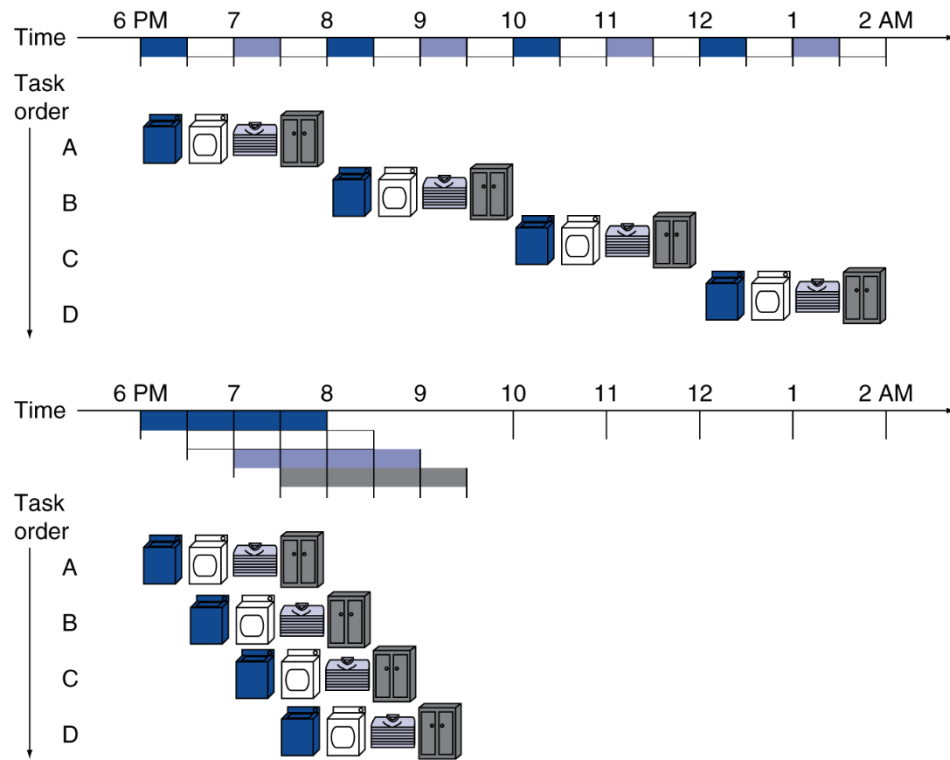 6 PM 7 8 9 10 11 12 1 2 AM
Time
Task
order
A
B
C
D
6 PM 7 8 9 10 11 12 1 2 AM
Time
Task
order
A
B
C
D